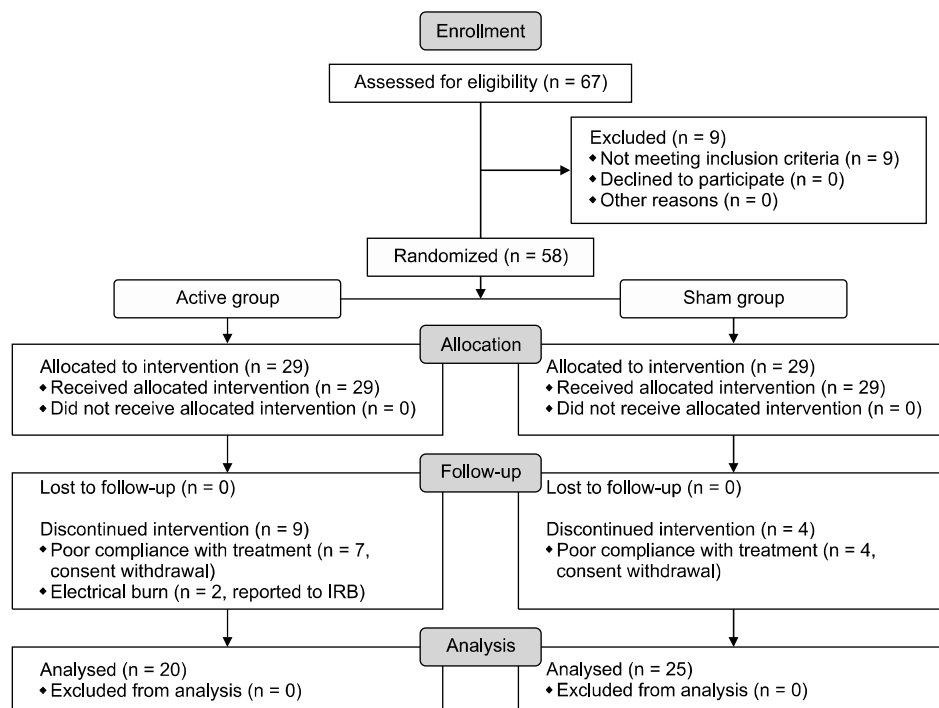 Enrollment
Assessed for eligibility (n = 67)
Excluded (n = 9)
◆ Not meeting inclusion criteria (n = 9)
◆ Declined to participate (n = 0)
◆ Other reasons (n = 0)
Randomized (n = 58)
Active group
Sham group
Allocation
Allocated to intervention (n = 29)
◆ Received allocated intervention (n = 29)
◆ Did not receive allocated intervention (n = 0)
Allocated to intervention (n = 29)
◆ Received allocated intervention (n = 29)
◆ Did not receive allocated intervention (n = 0)
Follow-up
Lost to follow-up (n = 0)
Discontinued intervention (n = 9)
◆ Poor compliance with treatment (n = 7,
consent withdrawal)
◆ Electrical burn (n = 2, reported to IRB)
Lost to follow-up (n = 0)
Discontinued intervention (n = 4)
◆ Poor compliance with treatment (n = 4,
consent withdrawal)
Analysis
Analysed (n = 20)
◆ Excluded from analysis (n = 0)
Analysed (n = 25)
◆ Excluded from analysis (n = 0)